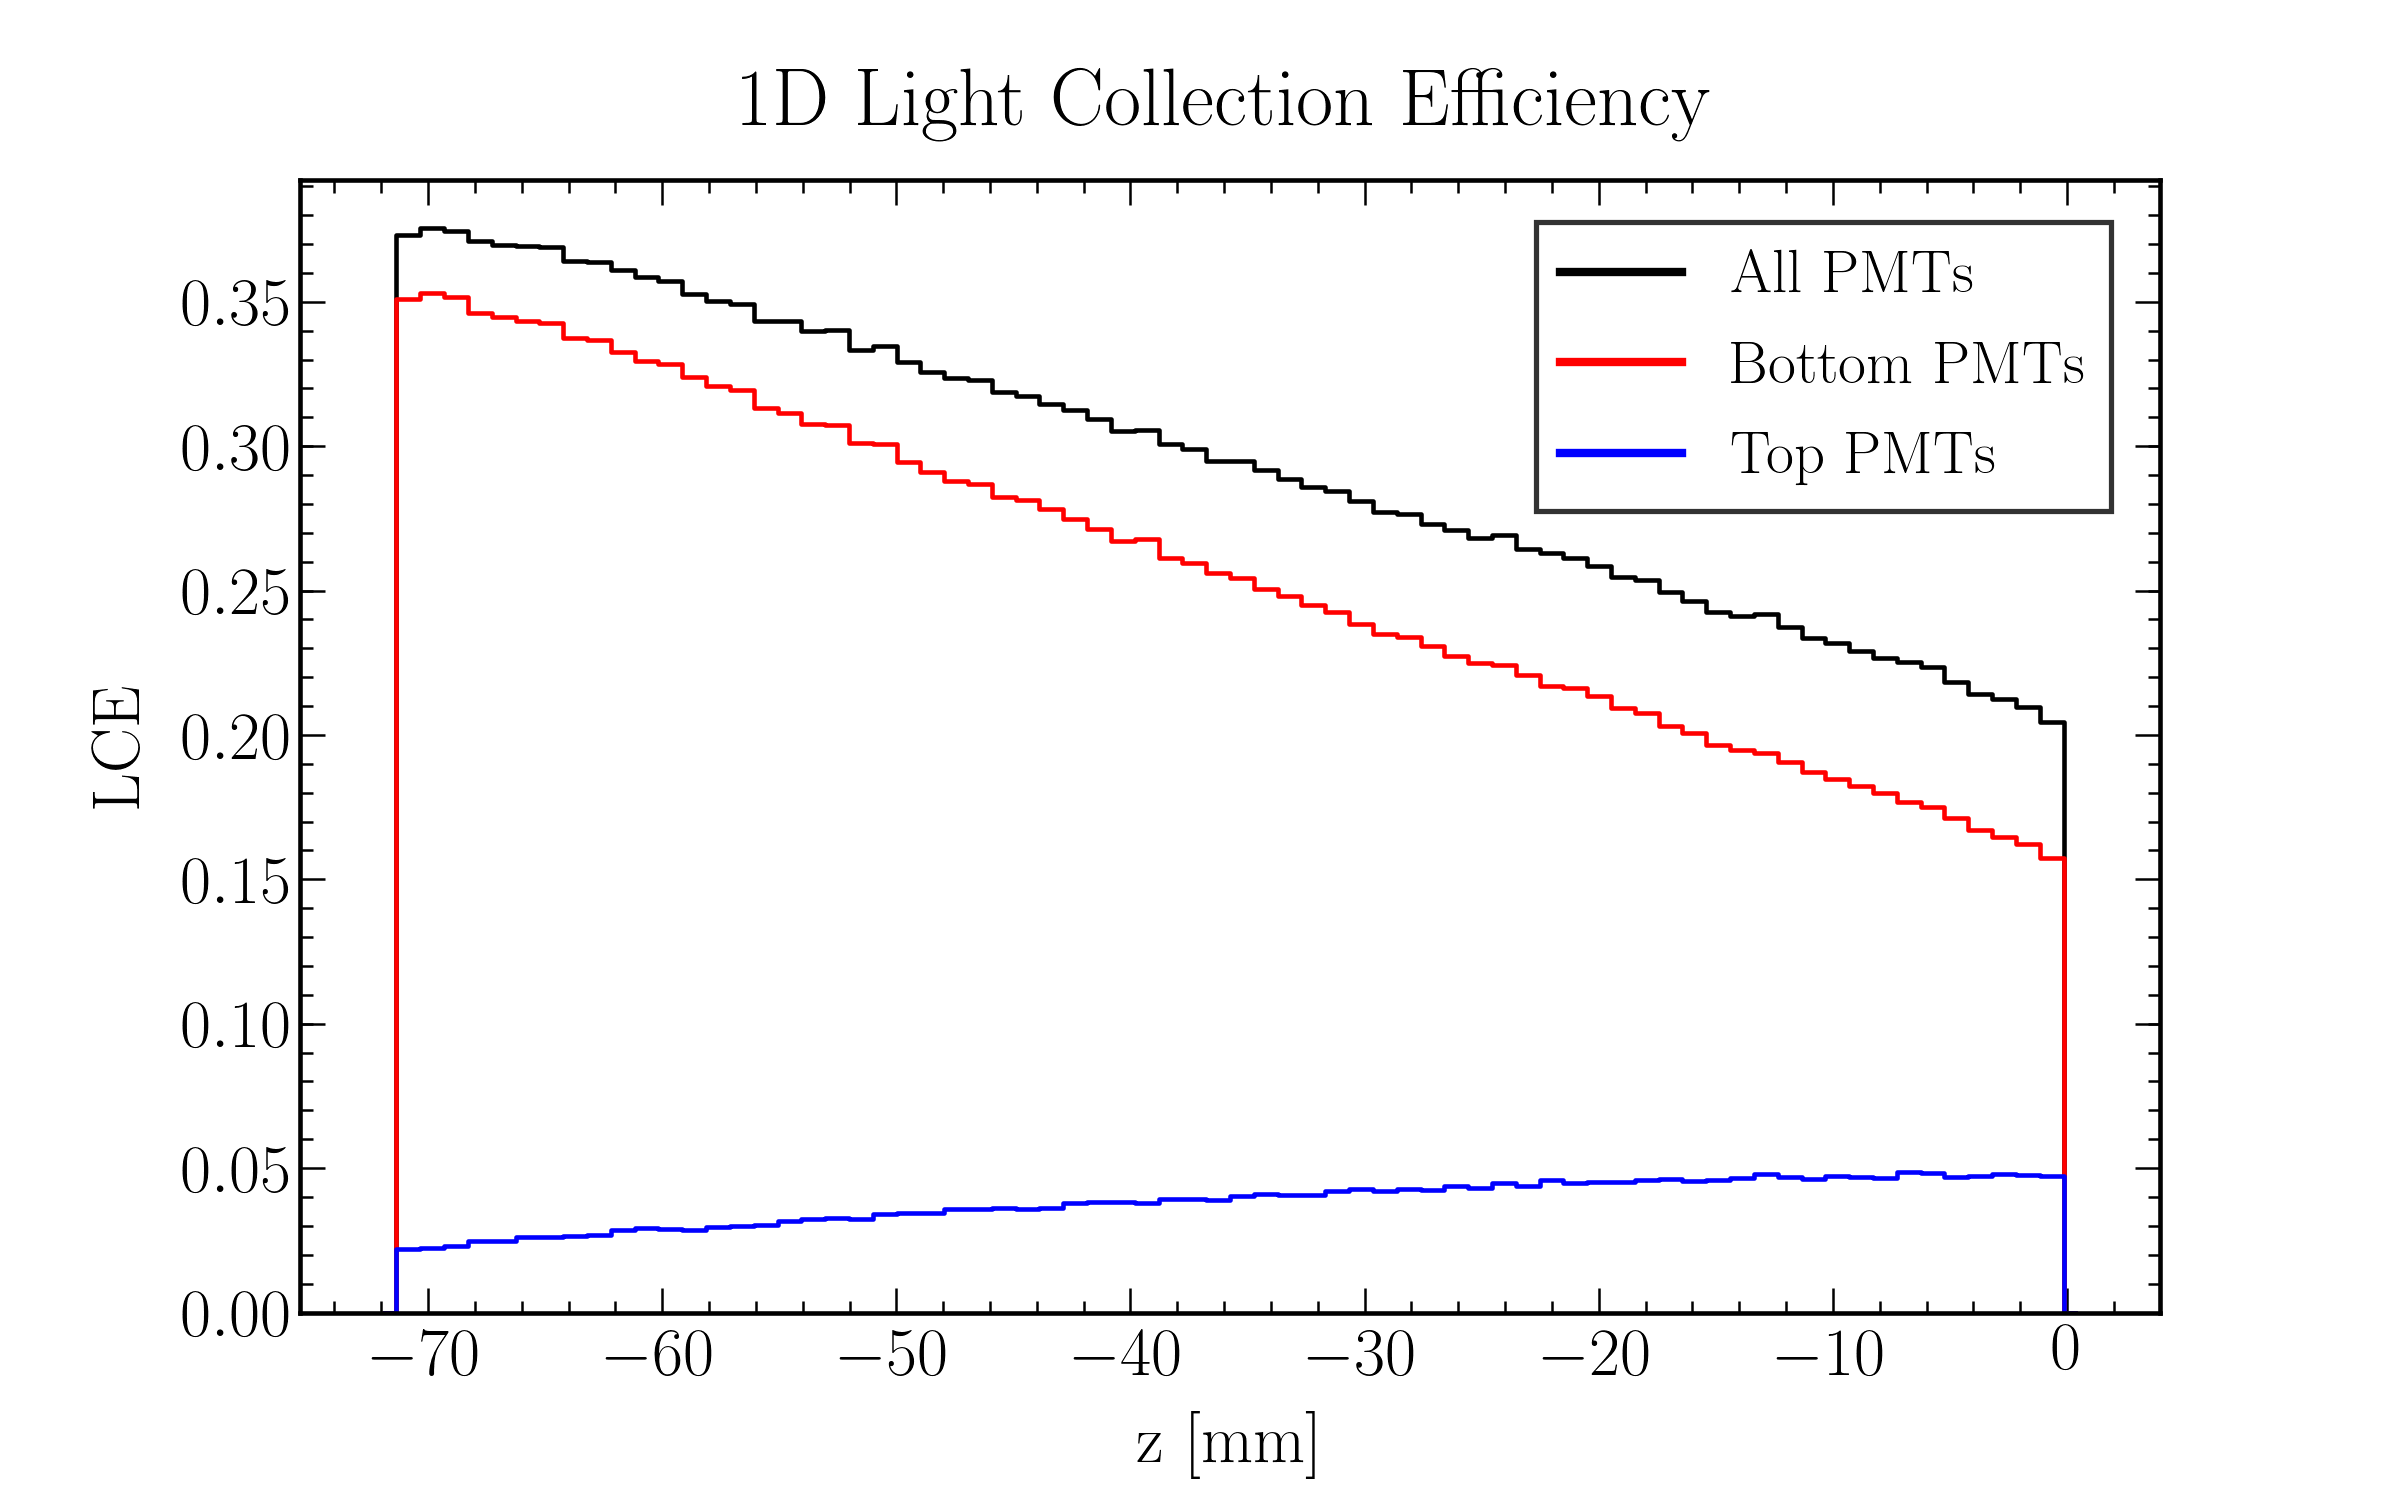 1D Light Collection Efficiency
All PMTs
Bottom PMTs
Top PMTs
LCE
0.35
0.30
0.25
0.20
0.15
0.10
0.05
0.00
−70 −60 −50 −40 −30 −20 −10 0
z [mm]